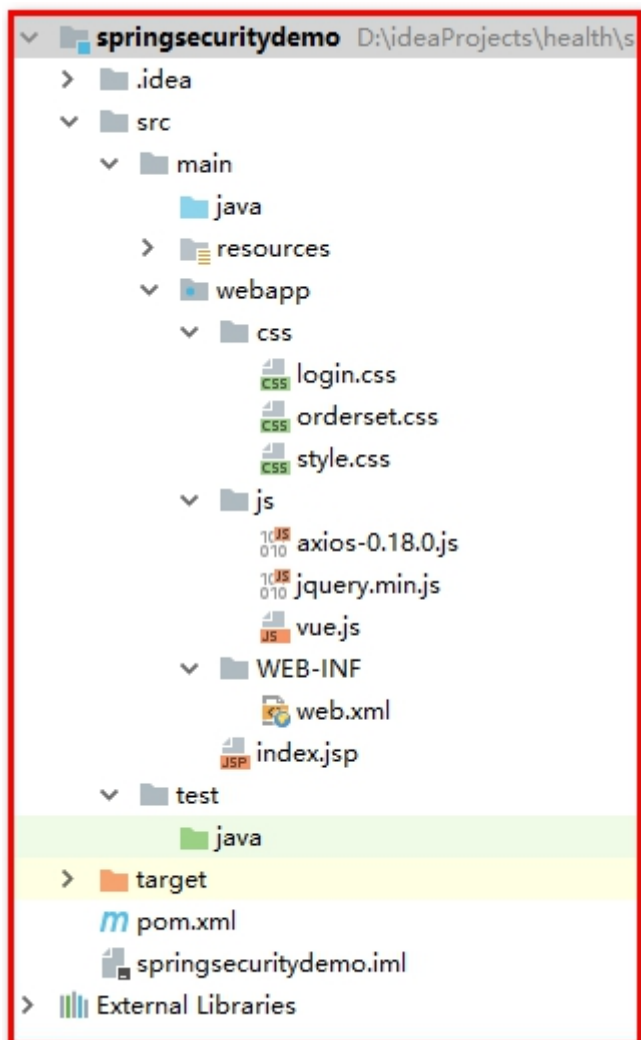 springsecuritydemo D:\ideaProjects\health\s
.idea
src
main
java
resources
webapp
css
login.css
orderset.css
style.css
js
axios-0.18.0.js
jquery.min.js
vue.js
WEB-INF
web.xml
index.jsp
test
java
target
pom.xml
springsecuritydemo.iml
External Libraries